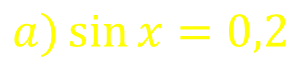 a) sin x = 0,2